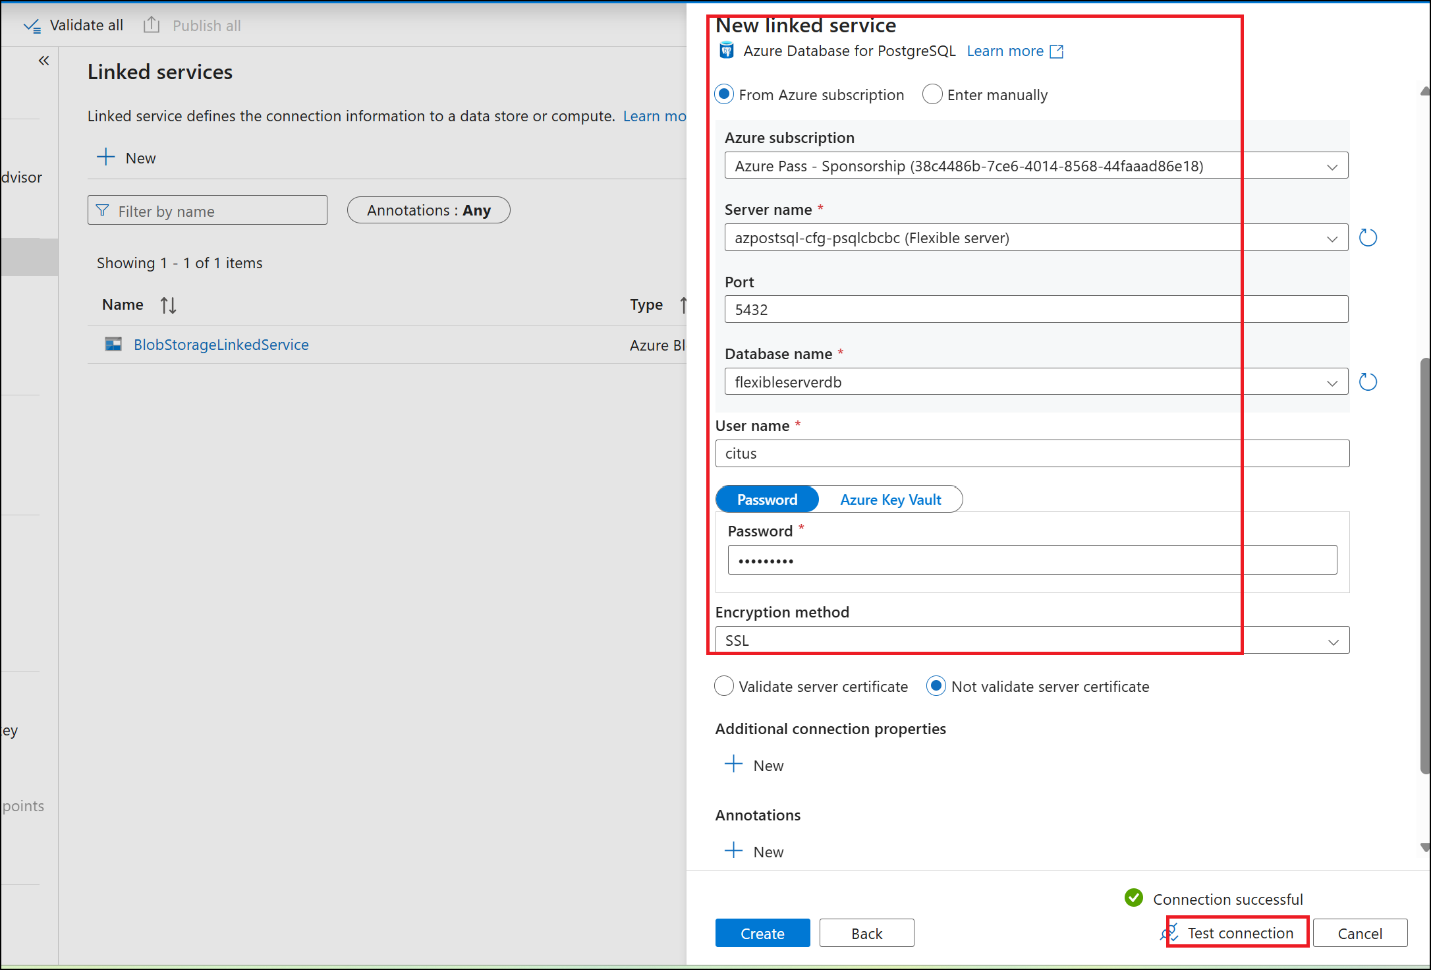 Validate all
Publish all
«
dvisor
ey
points
Linked services
Linked service defines the connection information to a data store or compute. Learn mo
New
Filter by name
Annotations : Any
Showing 1 - 1 of 1 items
Name
Type
BlobStorageLinkedService
Azure Bl
New linked service
Azure Database for PostgreSQL Learn more
From Azure subscription
Enter manually
Azure subscription
Azure Pass - Sponsorship (38c4486b-7ce6-4014-8568-44faaad86e18)
Server name *
azpostsql-cfg-psqlcbcbc (Flexible server)
Port
5432
Database name *
flexibleserverdb
User name *
citus
Password
Azure Key Vault
Password *
•••••••••
Encryption method
SSL
Validate server certificate
Not validate server certificate
Additional connection properties
New
Annotations
New
Connection successful
Create
Back
Test connection
Cancel